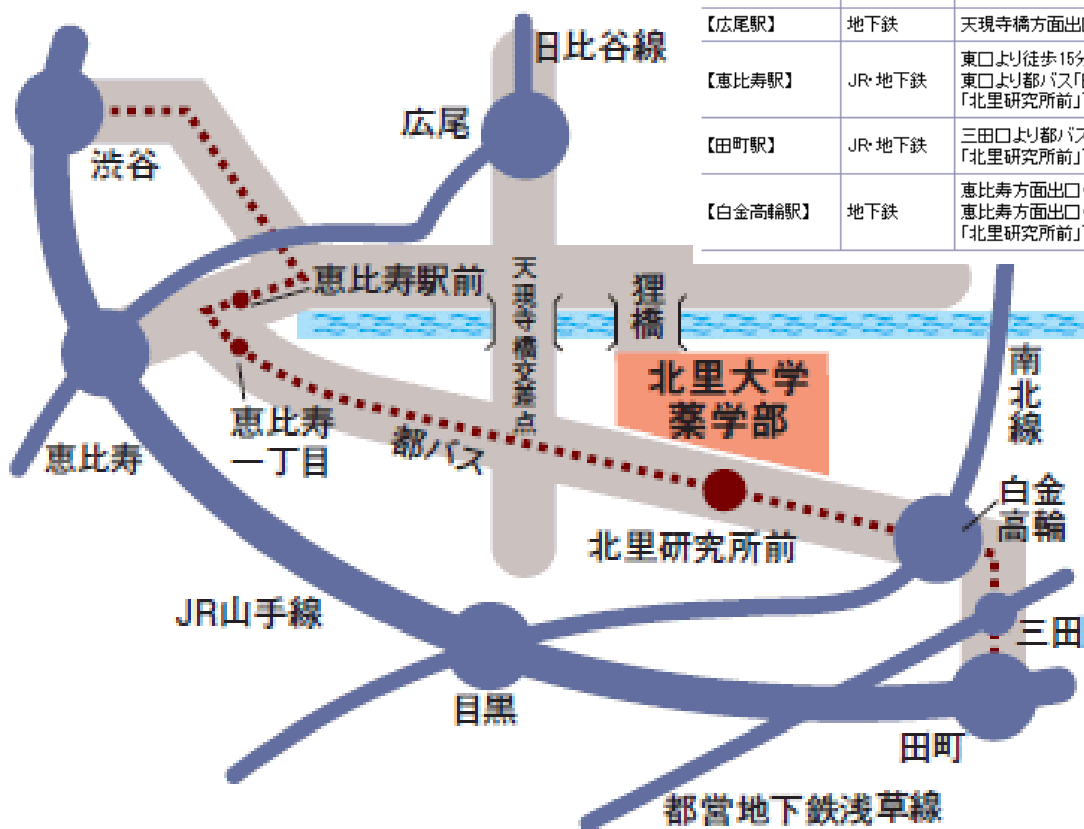 【広尾駅】 地下鉄 天現寺橋方面出
【恵比寿駅】 JR・地下鉄 東口より徒歩15分
東口より都バス「
「北里研究所前」
【田町駅】 JR・地下鉄 三田口より都バス
「北里研究所前」
【白金高輪駅】 地下鉄 恵比寿方面出口
恵比寿方面出口
「北里研究所前」
日比谷線
広尾
渋谷
恵比寿駅前
天現寺橋交差点
狸橋
北里大学
薬学部
南北線
恵比寿
一丁目
恵比寿
都バス
白金
高輪
北里研究所前
JR山手線
三田
目黒
田町
都営地下鉄浅草線